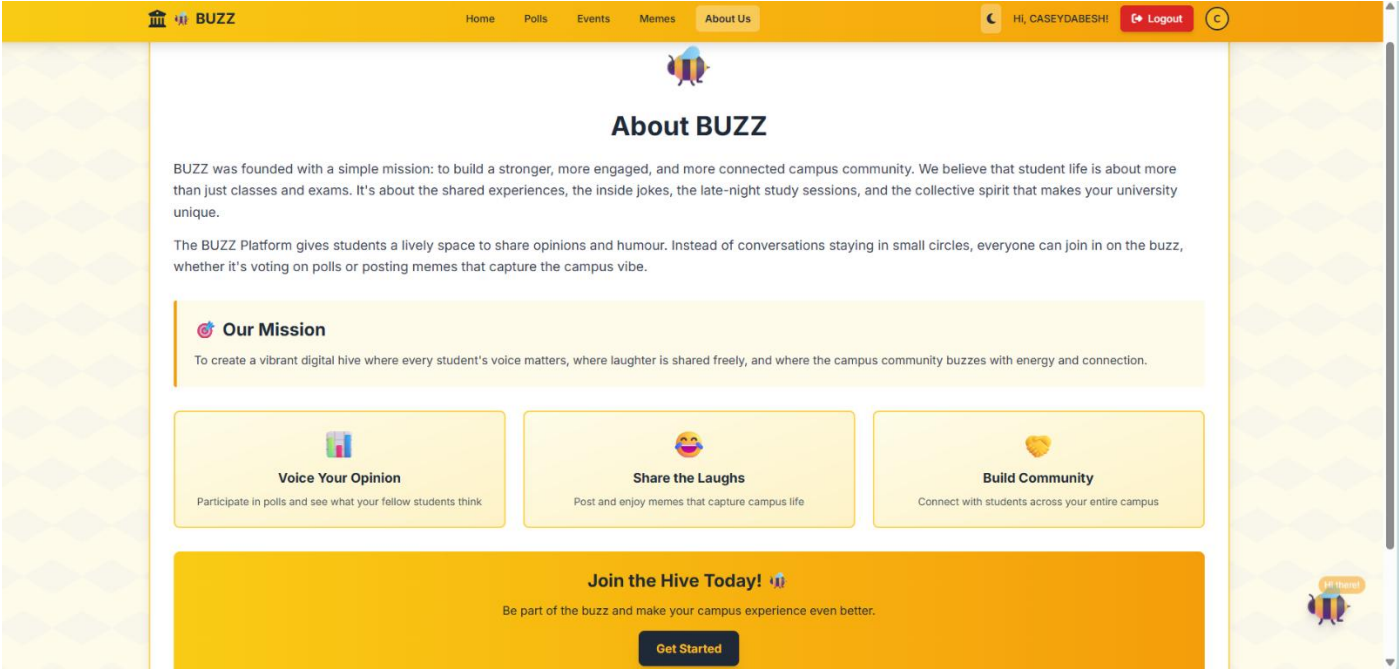 BUZZ
Home
Polls
Events
Memes
About Us
Hi, CASEYDABESH!
Logout
C
About BUZZ
BUZZ was founded with a simple mission: to build a stronger, more engaged, and more connected campus community. We believe that student life is about more
than just classes and exams. It's about the shared experiences, the inside jokes, the late-night study sessions, and the collective spirit that makes your university
unique.
The BUZZ Platform gives students a lively space to share opinions and humour. Instead of conversations staying in small circles, everyone can join in on the buzz,
whether it's voting on polls or posting memes that capture the campus vibe.
Our Mission
To create a vibrant digital hive where every student's voice matters, where laughter is shared freely, and where the campus community buzzes with energy and connection.
Voice Your Opinion
Participate in polls and see what your fellow students think
Share the Laughs
Post and enjoy memes that capture campus life
Build Community
Connect with students across your entire campus
Join the Hive Today!
Be part of the buzz and make your campus experience even better.
Get Started
Hi there!